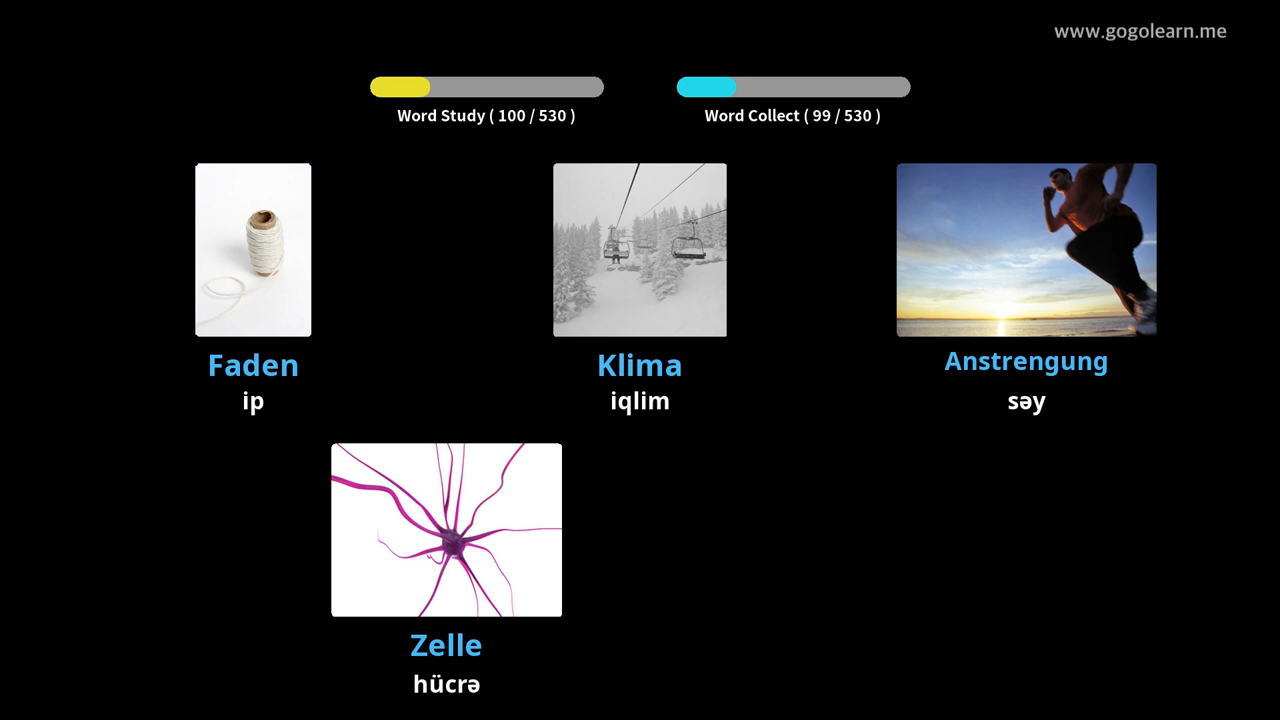 www.gogolearn.me
Word Study ( 100 / 530 )
Word Collect ( 99 / 530 )
Faden
ip
Klima
iqlim
Anstrengung
səy
Zelle
hücrə